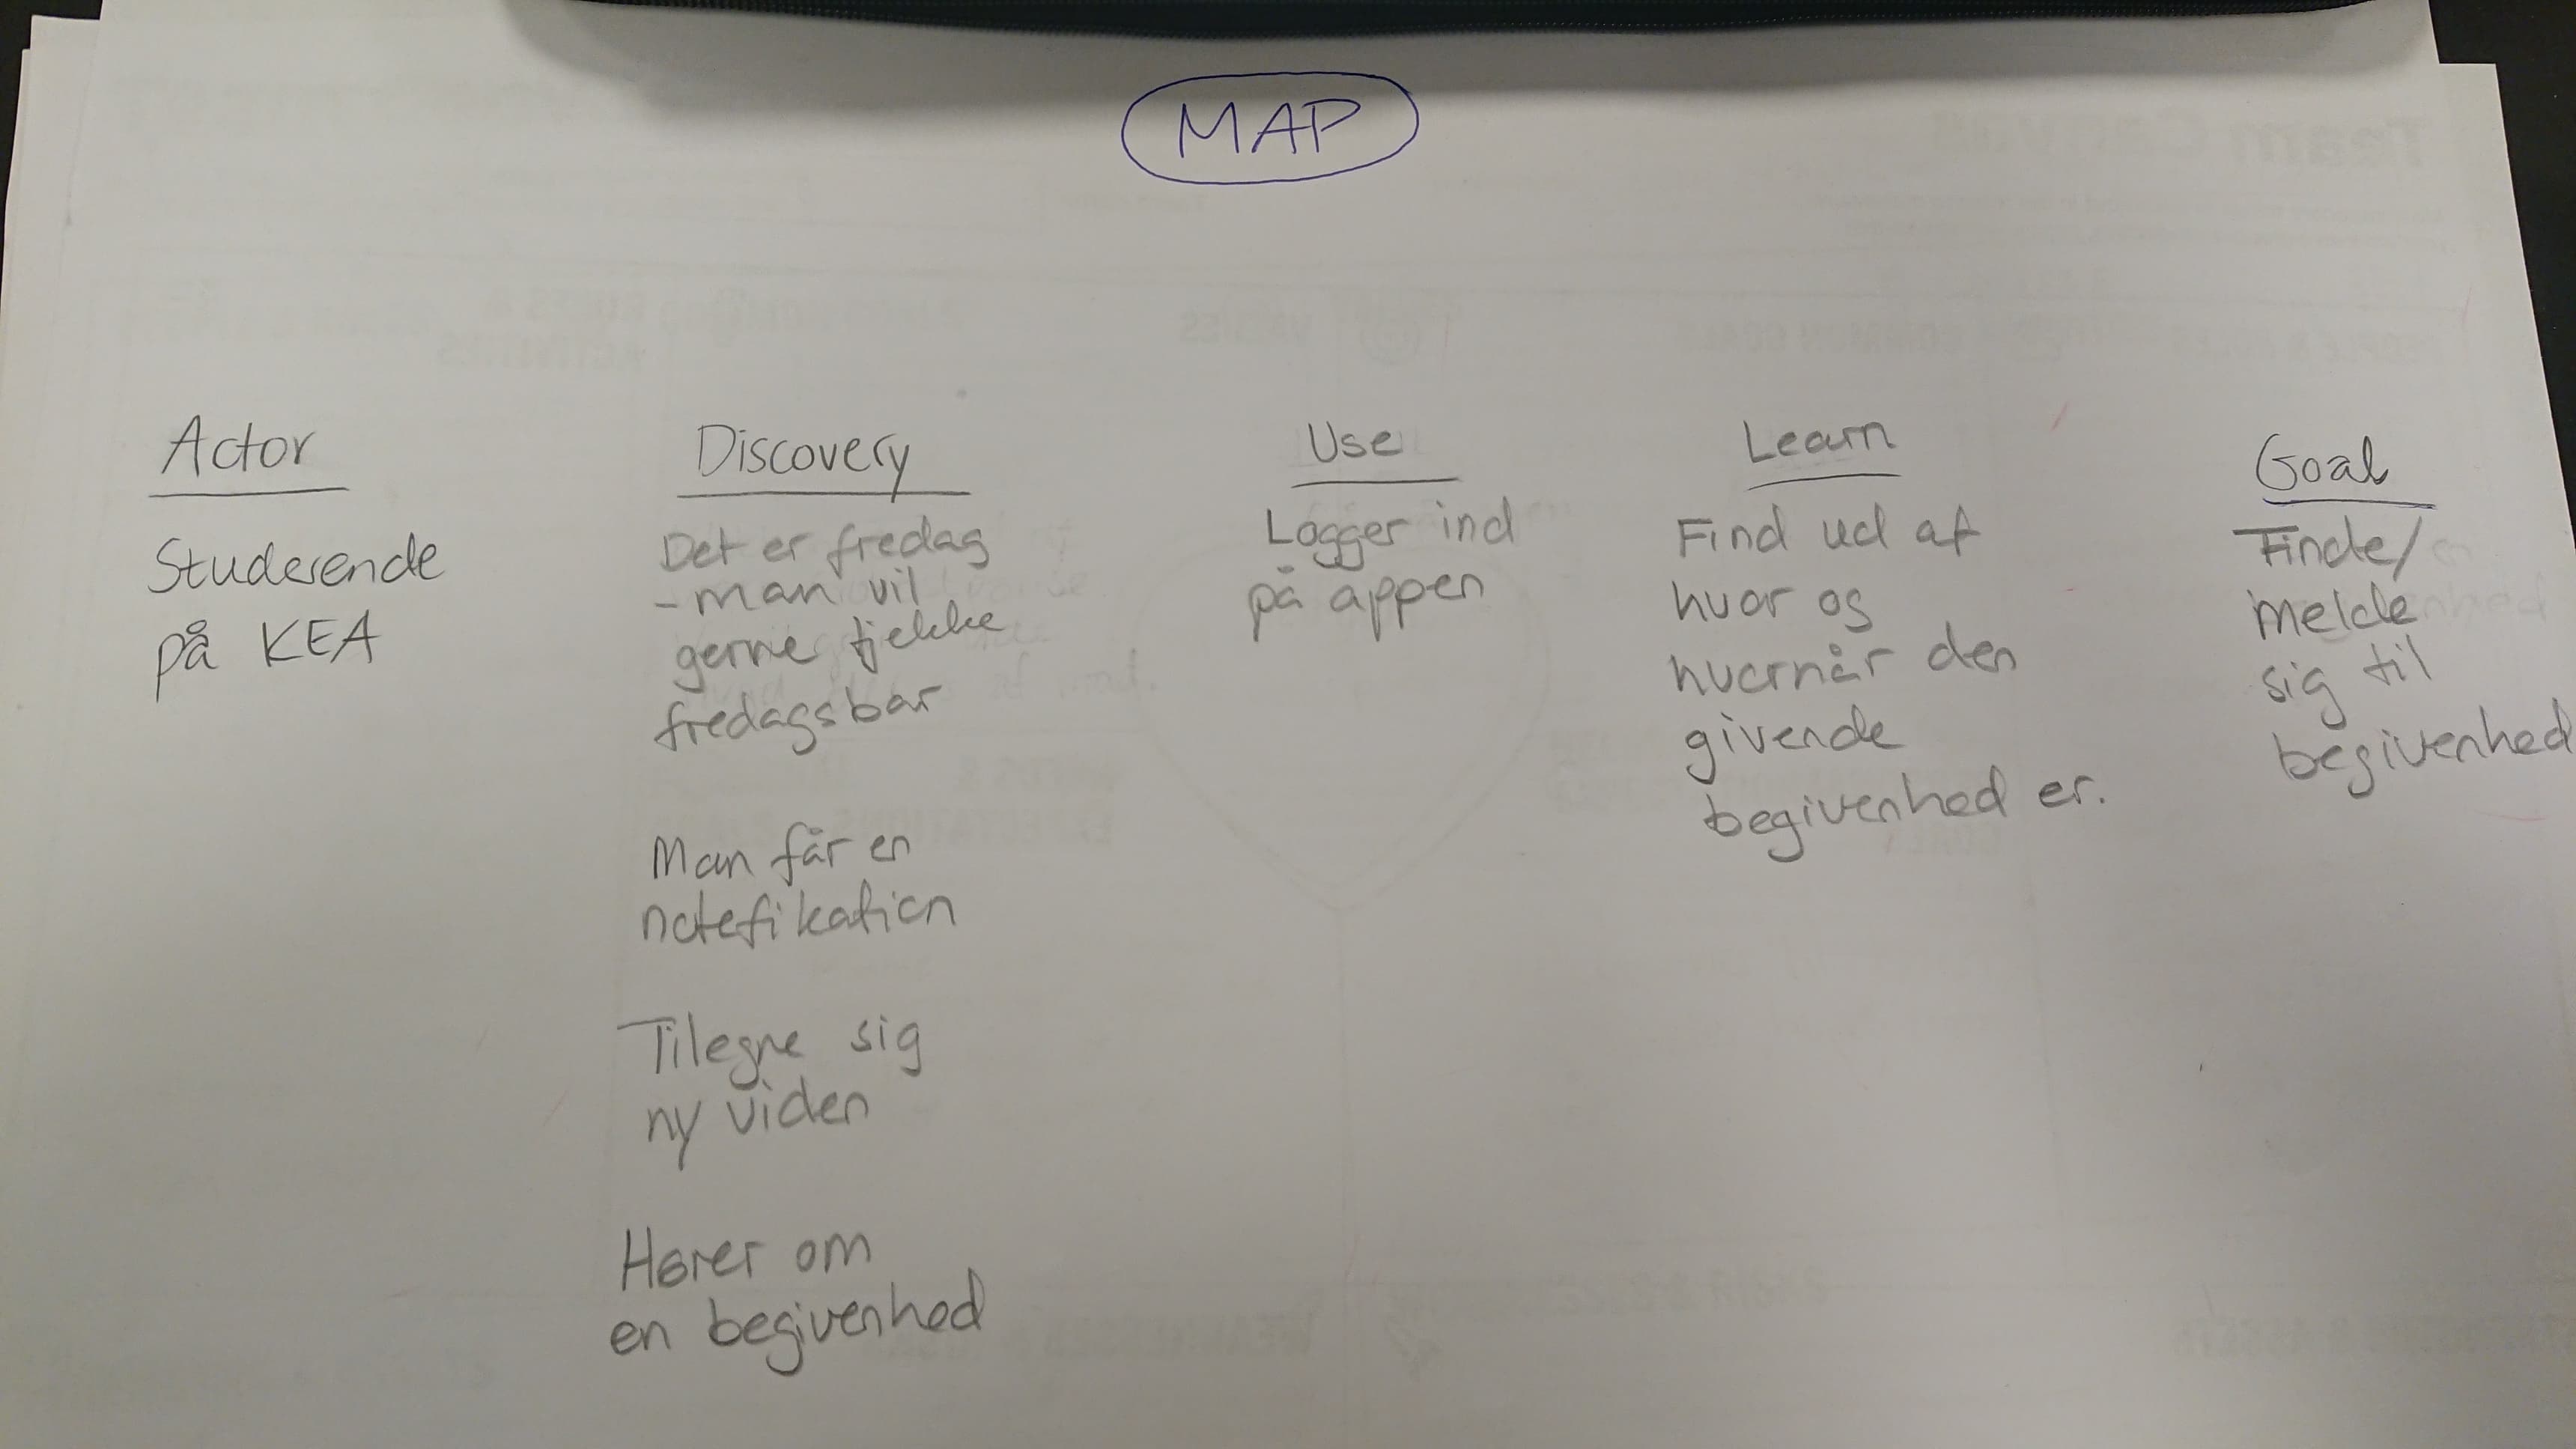 MAP
Actor
Studerende
på KEA
Discovery
Det er fredag
- man vil
gerne tjekke
fredagsbar
Man får en
notefikation
Tilegne sig
ny viden
Hører om
en begivenhed
Use
Logger ind
på appen
Learn
Find ud af
hvor og
hvornår den
givende
begivenhed er.
Goal
Finde/
melde
sig til
begivenhed